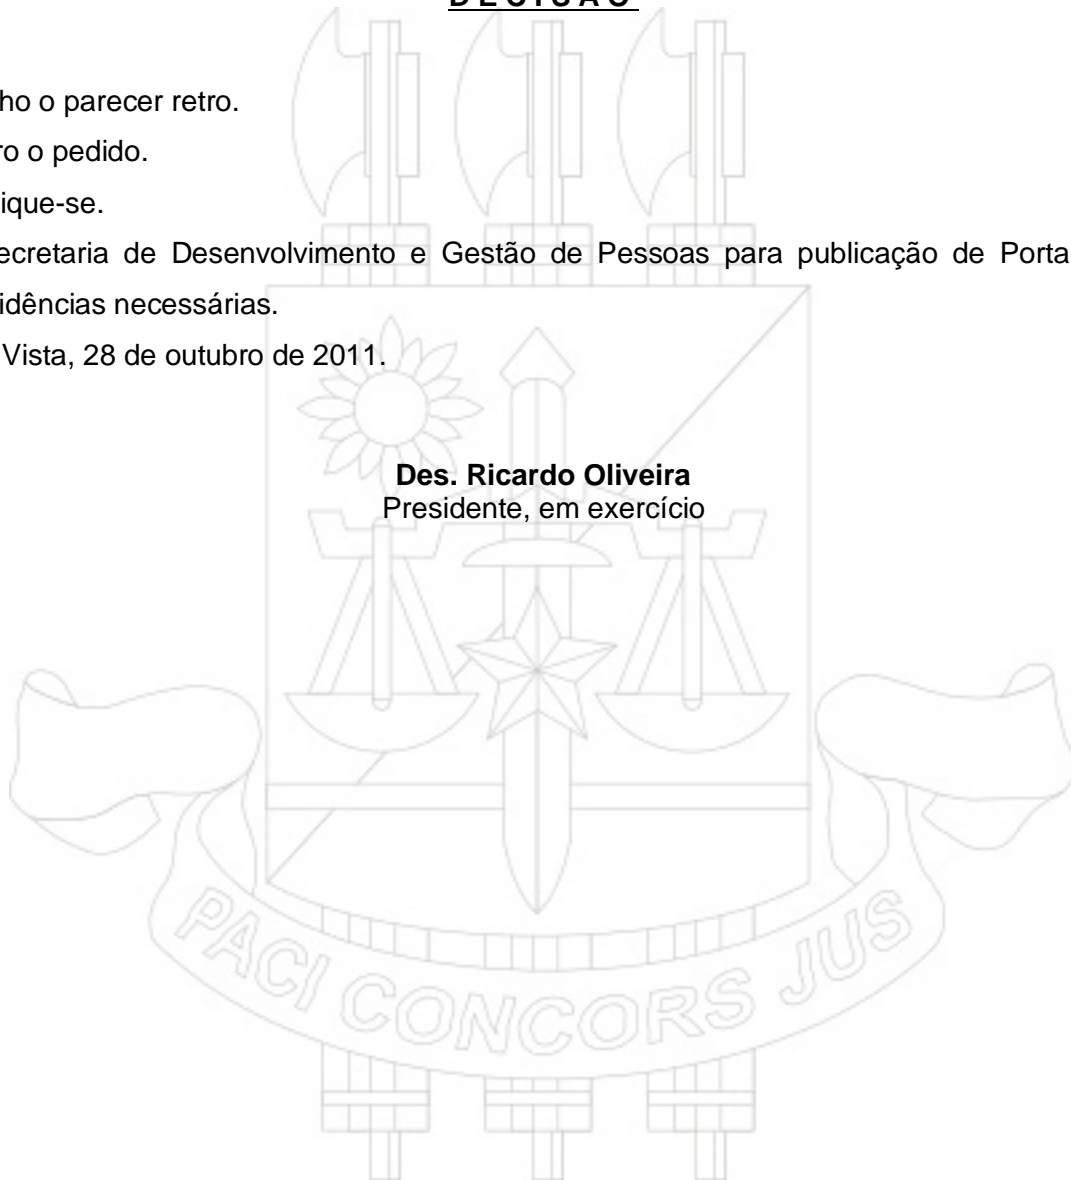 DECISÃO
ho o parecer retro.
ro o pedido.
ique-se.
ecretaria de Desenvolvimento e Gestão de Pessoas para publicação de Porta
idências necessárias.
Vista, 28 de outubro de 2011.
Des. Ricardo Oliveira
Presidente, em exercício
PACI CONCORS JUS